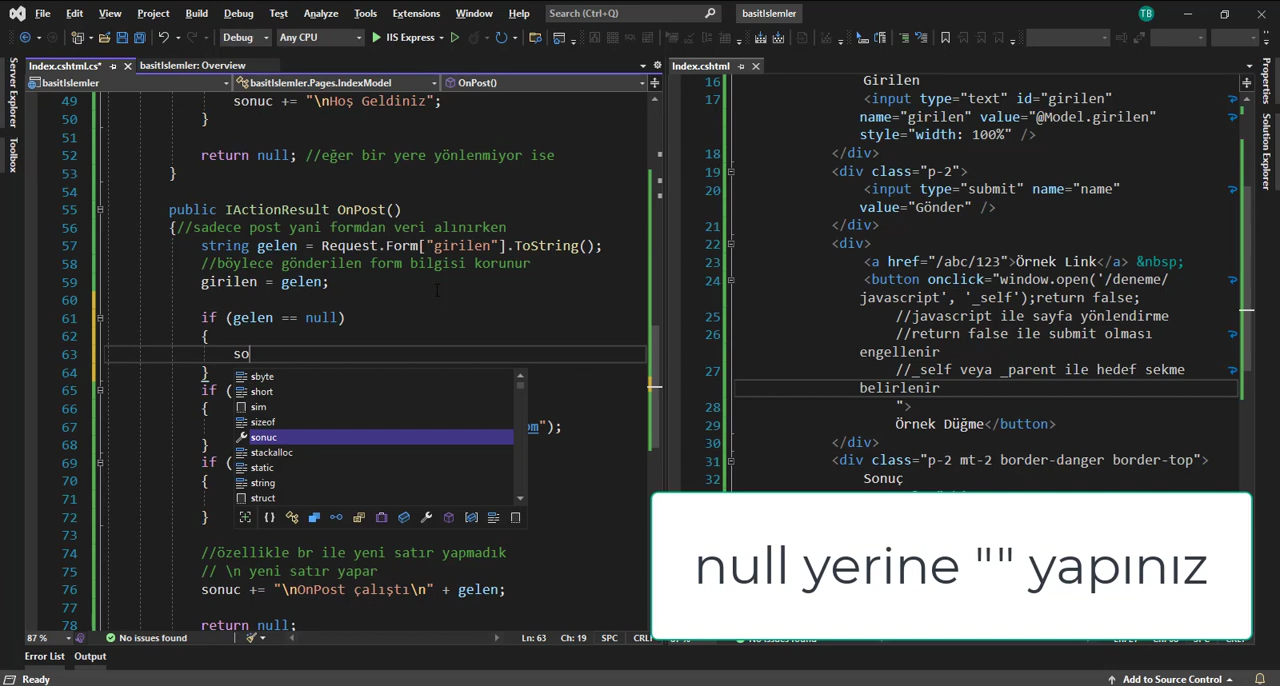 File Edit View Project Build Debug Test Analyze Tools Extensions Window Help Search (Ctrl+Q) basitIslemler TB
Debug Any CPU IIS Express
Server Explorer
Toolbox
Index.cshtml.cs* basitIslemler: Overview
basitIslemler basitIslemler.Pages.IndexModel OnPost()
49 sonuc += "\nHoş Geldiniz";
50 }
51
52 return null; //eğer bir yere yönlenmiyor ise
53 }
54
55 public IActionResult OnPost()
56 {//sadece post yani formdan veri alınırken
57 string gelen = Request.Form["girilen"].ToString();
58 //böylece gönderilen form bilgisi korunur
59 girilen = gelen;
60
61 if (gelen == null)
62 {
63 so
64 }
65 if (
66 {
67 om");
68 }
69 if (
70 {
71
72 }
73
74 //özellikle br ile yeni satır yapmadık
75 // \n yeni satır yapar
76 sonuc += "\nOnPost çalıştı\n" + gelen;
77
78 return null;
sbyte
short
sim
sizeof
sonuc
stackalloc
static
string
struct
87 % No issues found Ln: 63 Ch: 19 SPC CRL
Index.cshtml
16 Girilen
17 <input type="text" id="girilen"
name="girilen" value="@Model.girilen"
style="width: 100%" />
18 </div>
19 <div class="p-2">
20 <input type="submit" name="name"
value="Gönder" />
21 </div>
22 <div>
23 <a href="/abc/123">Örnek Link</a> &nbsp;
24 <button onclick="window.open('/deneme/
javascript', '_self');return false;
25 //javascript ile sayfa yönlendirme
26 //return false ile submit olması
engellenir
27 //_self veya _parent ile hedef sekme
belirlenir
28 ">
29 Örnek Düğme</button>
30 </div>
31 <div class="p-2 mt-2 border-danger border-top">
32 Sonuç
null yerine "" yapınız
Properties
Solution Explorer
Error List Output
Ready Add to Source Control